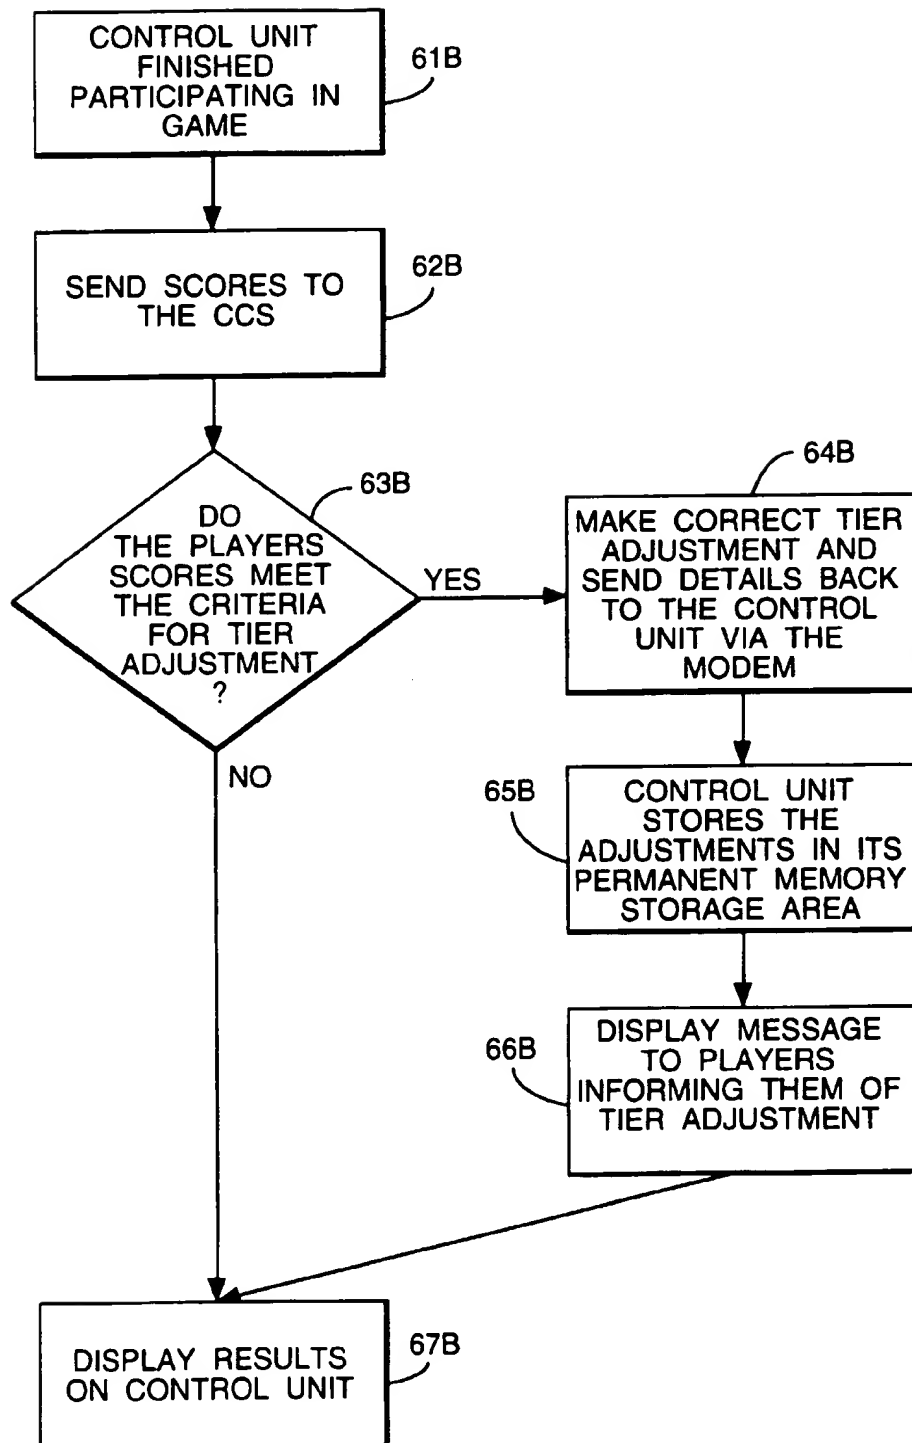 CONTROL UNIT
FINISHED
PARTICIPATING IN
GAME
61B
SEND SCORES TO
THE CCS
62B
DO
THE PLAYERS
SCORES MEET
THE CRITERIA
FOR TIER
ADJUSTMENT
?
63B
YES
NO
MAKE CORRECT TIER
ADJUSTMENT AND
SEND DETAILS BACK
TO THE CONTROL
UNIT VIA THE
MODEM
64B
CONTROL UNIT
STORES THE
ADJUSTMENTS IN ITS
PERMANENT MEMORY
STORAGE AREA
65B
DISPLAY MESSAGE
TO PLAYERS
INFORMING THEM OF
TIER ADJUSTMENT
66B
DISPLAY RESULTS
ON CONTROL UNIT
67B